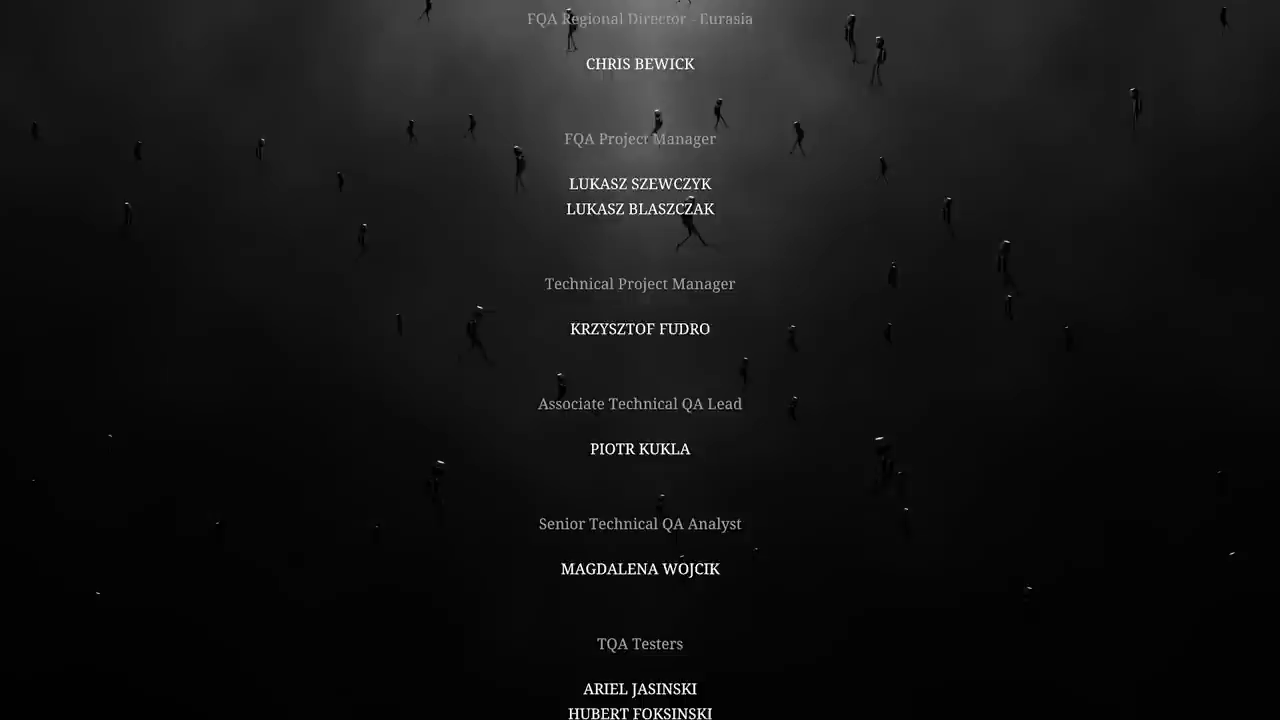 FQA Regional Director - Eurasia
CHRIS BEWICK
FQA Project Manager
LUKASZ SZEWCZYK
LUKASZ BLASZCZAK
Technical Project Manager
KRZYSZTOF FUDRO
Associate Technical QA Lead
PIOTR KUKLA
Senior Technical QA Analyst
MAGDALENA WOJCIK
TQA Testers
ARIEL JASINSKI
HUBERT FOKSINSKI